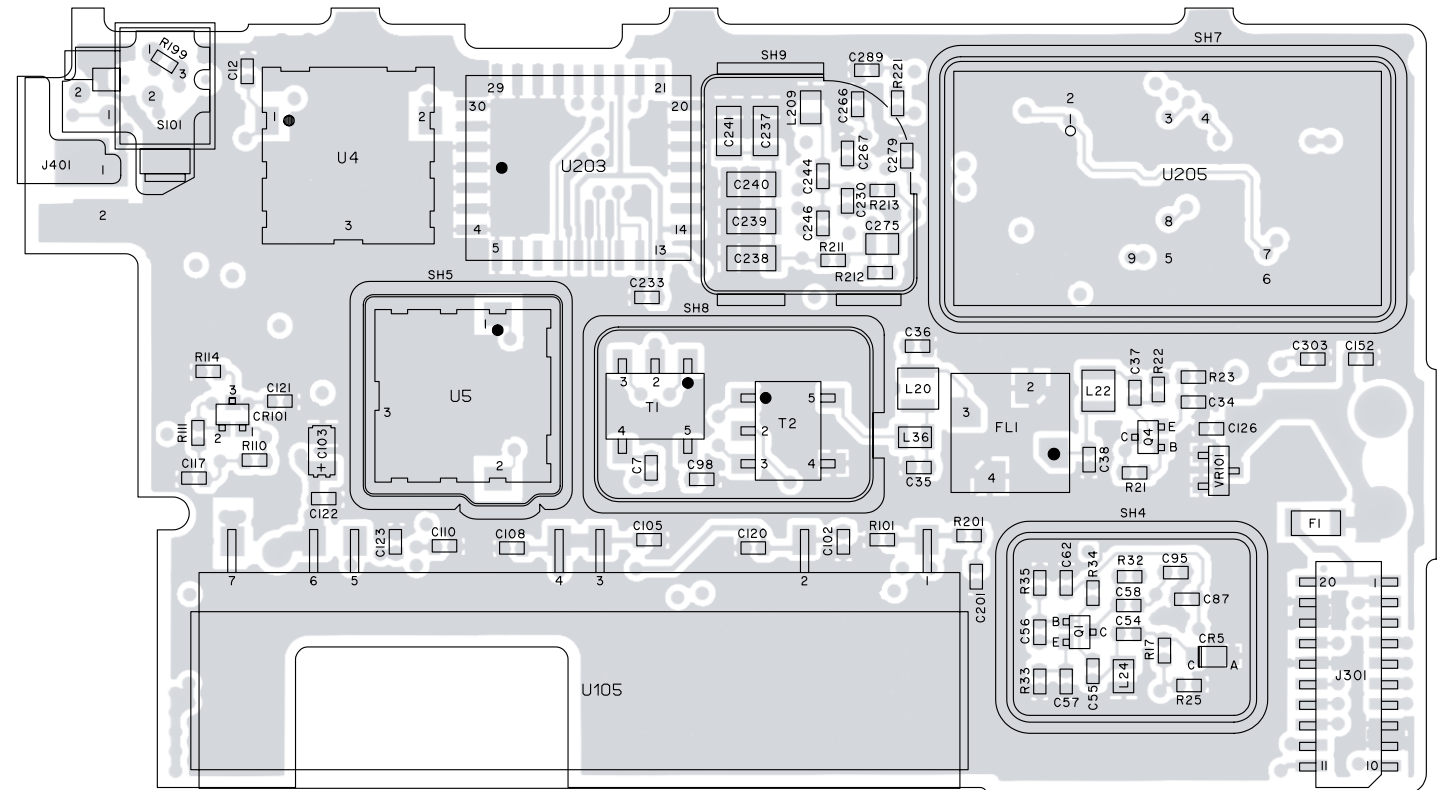 SH7
SH9
C289
R221
R199
1
3
2
2
1
S101
C12
29
21
30
20
L209
C266
C241
C237
2
1
3
4
1
2
U4
U203
C267
C279
J401
1
C244
U205
C240
C230
R213
2
3
C239
C246
C275
8
4
14
5
13
R211
C238
R212
9
5
7
6
SH5
C233
SH8
1
C36
C303
C152
R114
C37
R22
3
C121
3
2
L20
2
L22
R23
U5
T1
5
C34
3
CR101
3
FL1
R111
2
1
4
5
2
T2
L36
C
Q4
E
B
C126
R110
C103
+
C38
C117
2
C7
C98
3
4
C35
4
R21
VR101
C122
SH4
F1
C123
C110
C108
C105
C120
C102
R101
R201
7
6
5
4
3
2
1
C201
R35
C62
R34
R32
C95
20
1
C58
C87
C56
B
E
Q1
C
C54
R17
CR5
C
A
R33
C57
C55
L24
R25
J301
U105
11
10